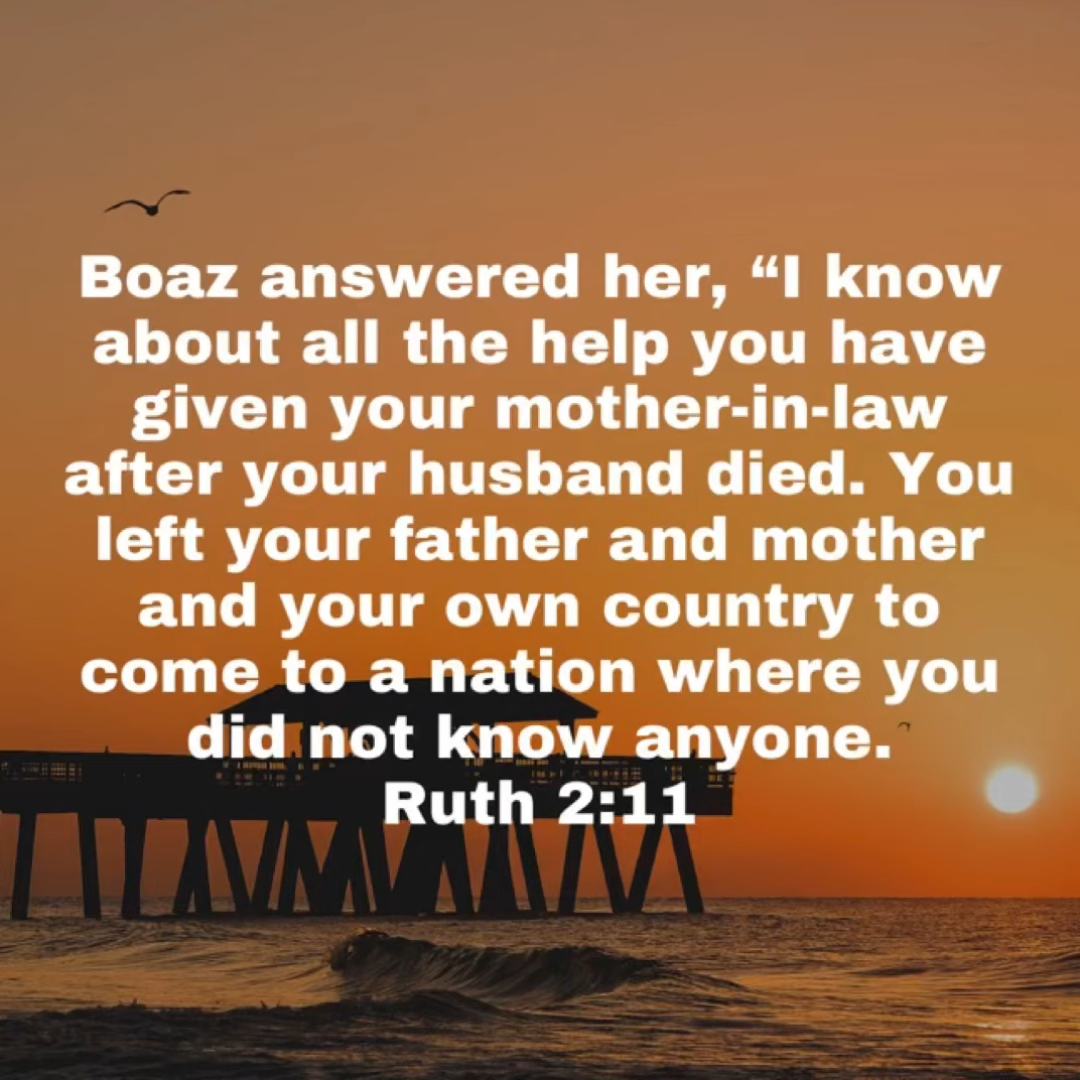 Boaz answered her, “I know
about all the help you have
given your mother-in-law
after your husband died. You
left your father and mother
and your own country to
come to a nation where you
did not know anyone.
Ruth 2:11